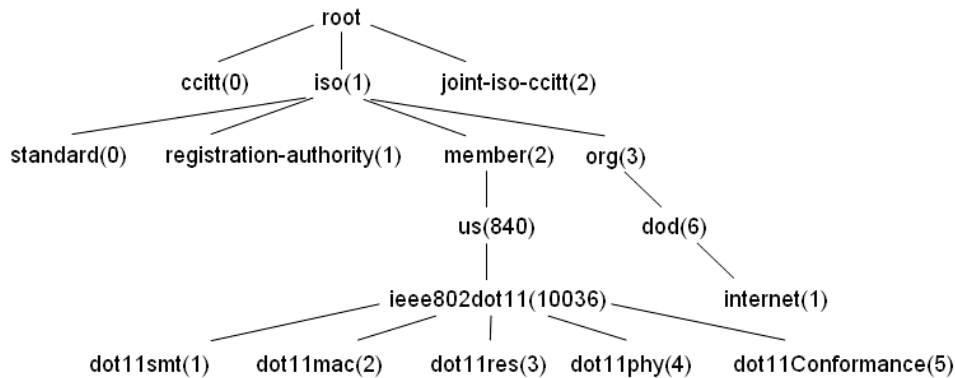 root
ccitt(0) iso(1) joint-iso-ccitt(2)
standard(0) registration-authority(1) member(2) org(3)
us(840) dod(6)
ieee802dot11(10036) internet(1)
dot11smt(1) dot11mac(2) dot11res(3) dot11phy(4) dot11Conformance(5)